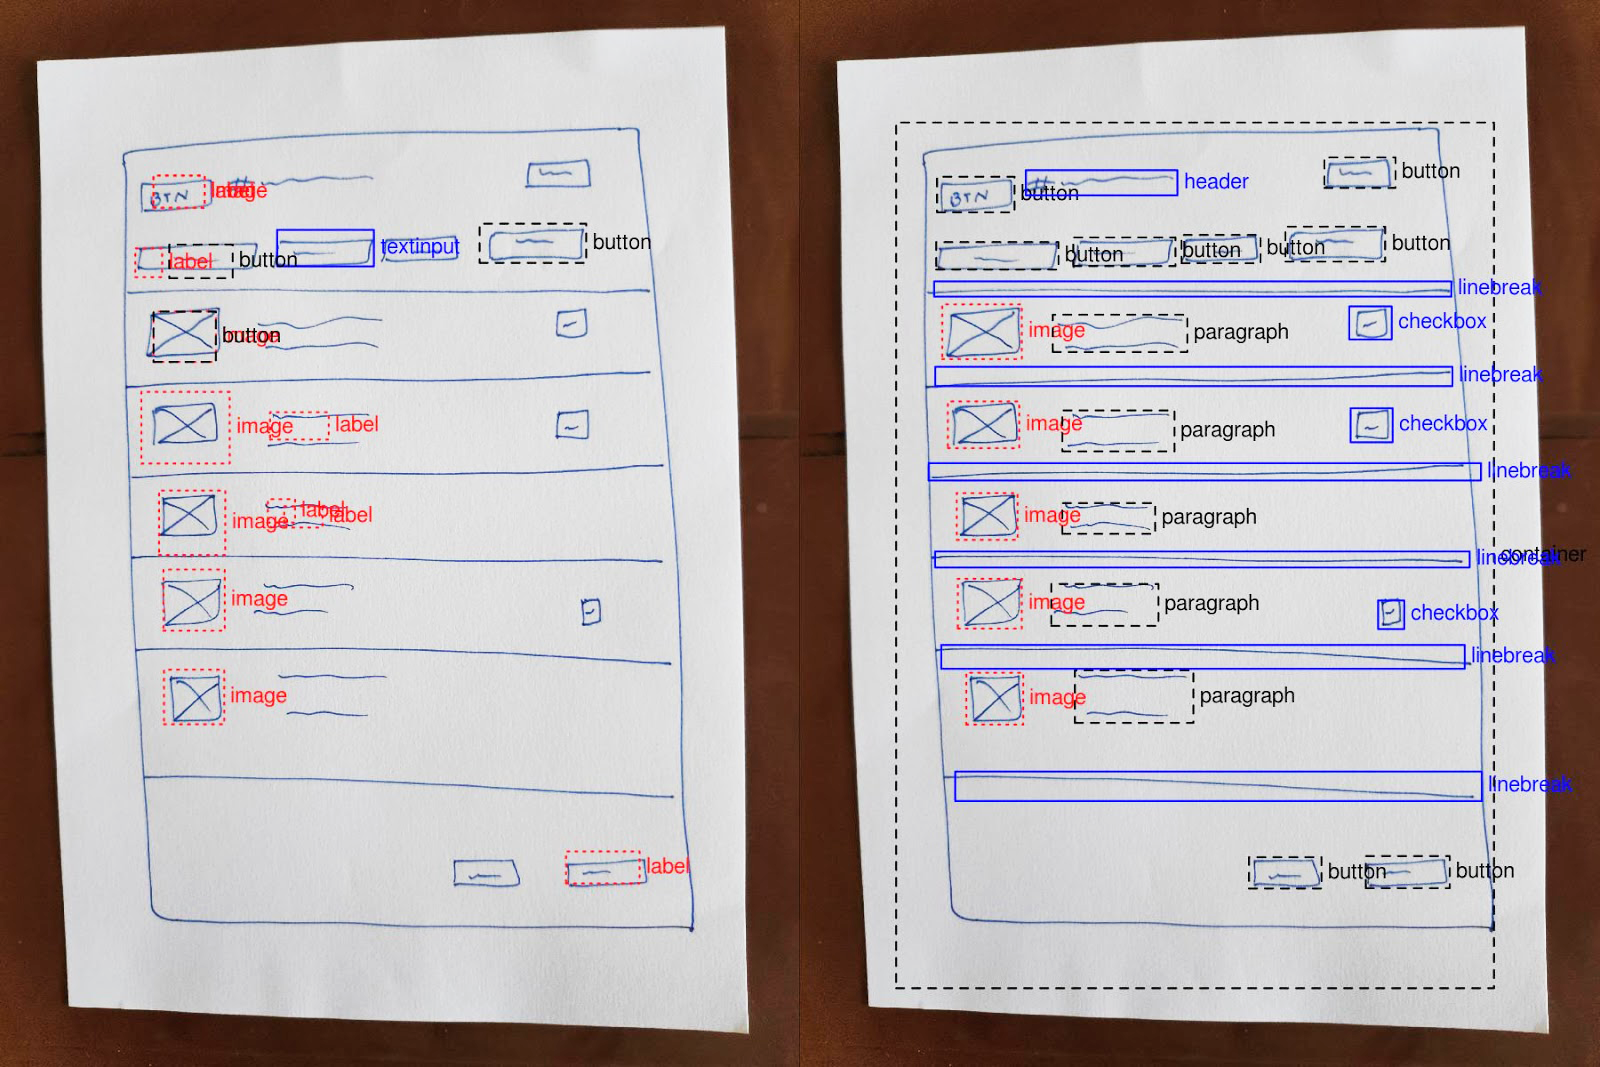 BTN label image # header button
BTN button
label button textinput button
button button button button
linebreak
button image
image paragraph checkbox
linebreak
image label
image paragraph checkbox
linebreak
image label label
image paragraph
linebreak container
image
image paragraph checkbox
linebreak
image
image paragraph
linebreak
label
button button